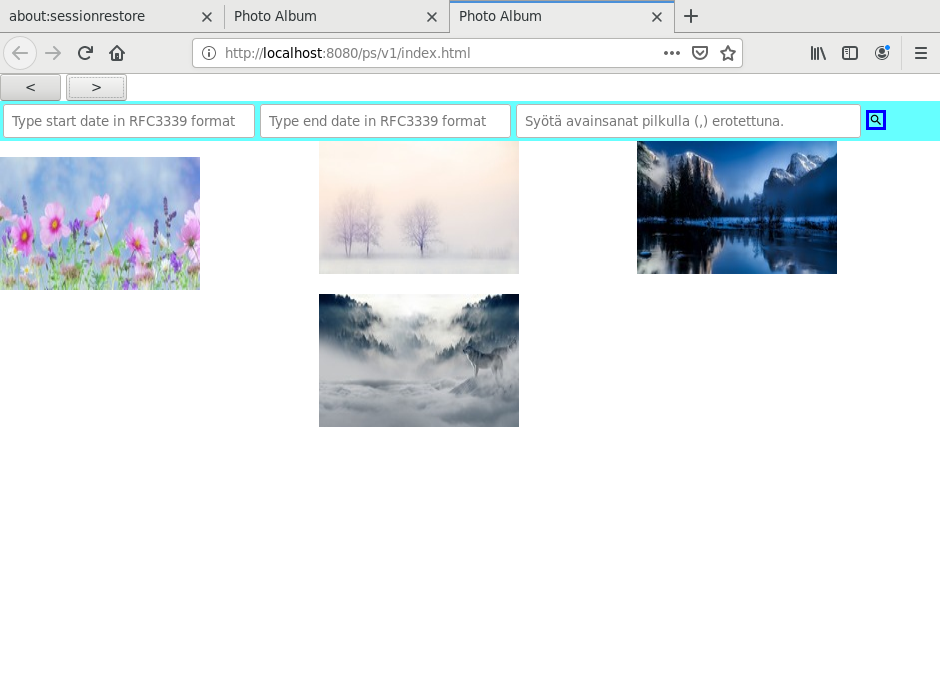 about:sessionrestore
Photo Album
Photo Album
http://localhost:8080/ps/v1/index.html
<
>
Type start date in RFC3339 format
Type end date in RFC3339 format
Syötä avainsanat pilkulla (,) erotettuna.